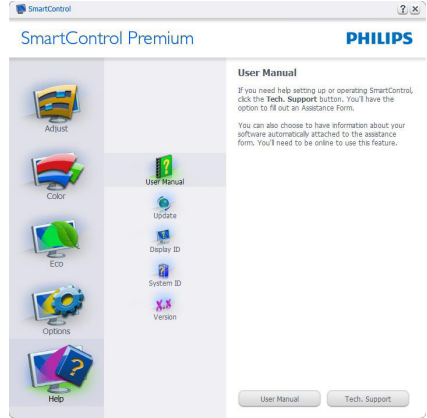 SmartControl
SmartControl Premium
PHILIPS
Adjust
Color
Eco
Options
Help
User Manual
Update
Display ID
System ID
X.X
Version
User Manual
If you need help setting up or operating SmartControl,
click the Tech. Support button. You'll have the
option to fill out an Assistance Form.
You can also choose to have information about your
software automatically attached to the assistance
form. You'll need to be online to use this feature.
User Manual
Tech. Support